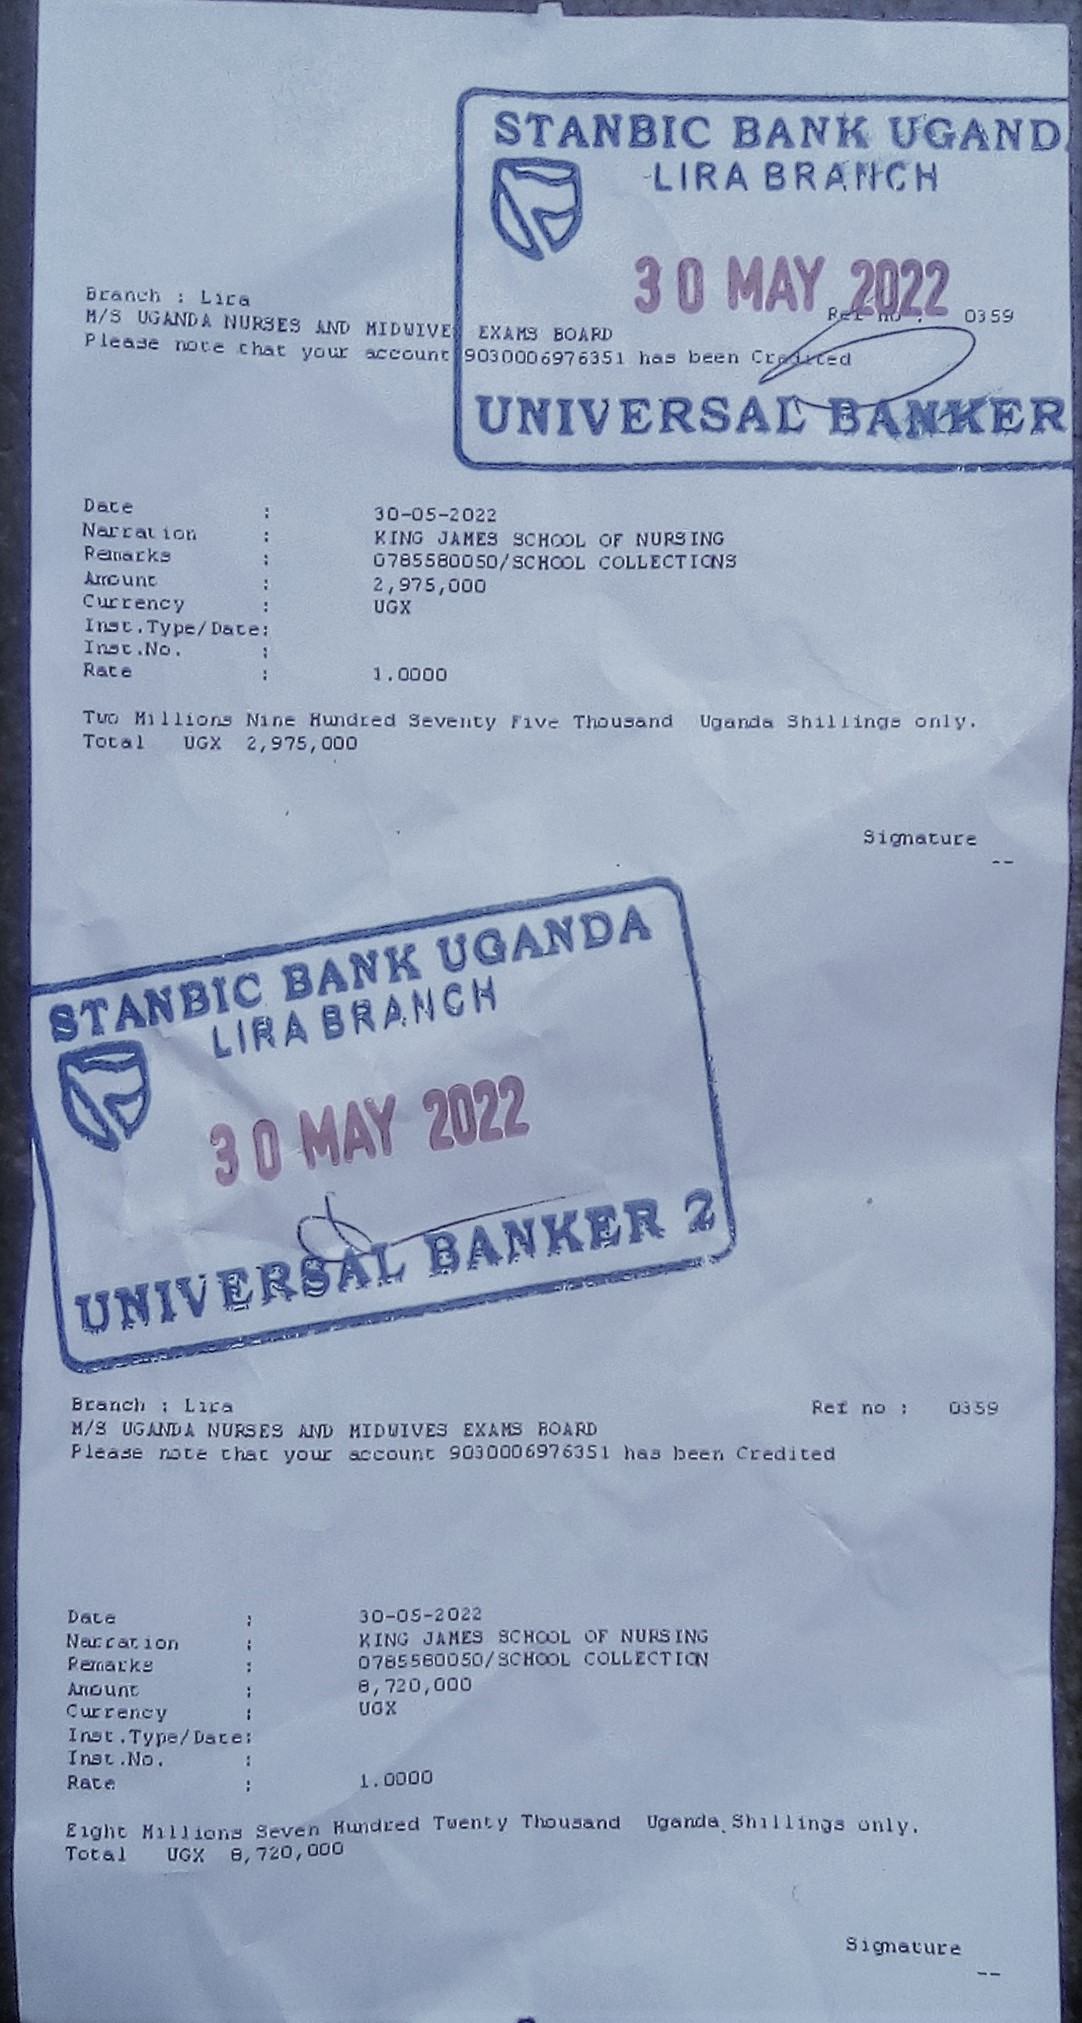 STANBIC BANK UGAND
LIRA BRANCH
30 MAY 2022
Branch : Lira
Ref no : 0359
M/S UGANDA NURSES AND MIDWIVE EXAMS BOARD
Please note that your account 9030006976351 has been Credited
UNIVERSAL BANKER
Date : 30-05-2022
Narration : KING JAMES SCHOOL OF NURSING
Remarks : 0785580050/SCHOOL COLLECTIONS
Amount : 2,975,000
Currency : UGX
Inst.Type/Date:
Inst.No. :
Rate : 1.0000
Two Millions Nine Hundred Seventy Five Thousand Uganda Shillings only.
Total UGX 2,975,000
Signature
--
STANBIC BANK UGANDA
LIRA BRANCH
30 MAY 2022
UNIVERSAL BANKER 2
Branch : Lira Ref no : 0359
M/S UGANDA NURSES AND MIDWIVES EXAMS BOARD
Please note that your account 9030006976351 has been Credited
Date : 30-05-2022
Narration : KING JAMES SCHOOL OF NURSING
Remarks : 0785580050/SCHOOL COLLECTION
Amount : 8,720,000
Currency : UGX
Inst.Type/Date:
Inst.No. :
Rate : 1.0000
Eight Millions Seven Hundred Twenty Thousand Uganda Shillings only.
Total UGX 8,720,000
Signature
--